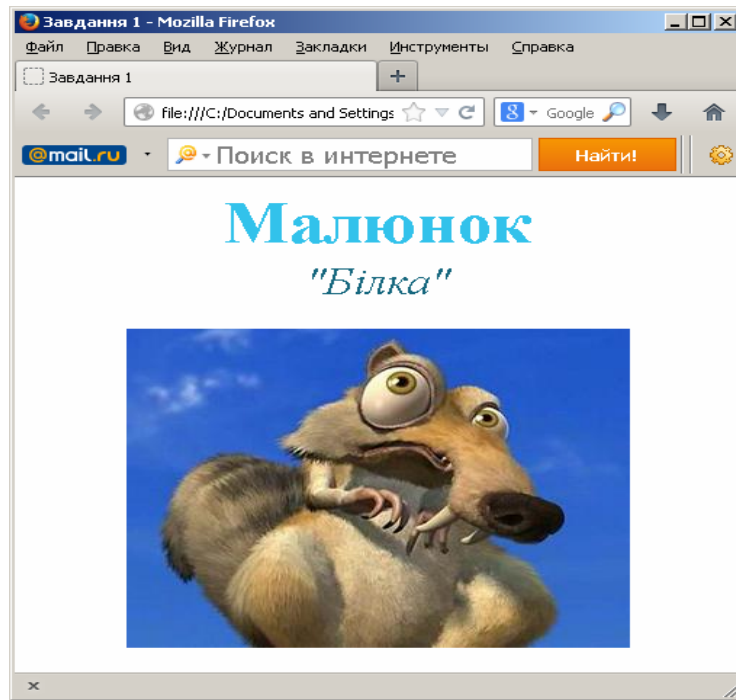 Завдання 1 - Mozilla Firefox
Файл Правка Вид Журнал Закладки Инструменты Справка
Завдання 1
file:///C:/Documents and Settings Google
@mail.ru Поиск в интернете Найти!
Малюнок
"Білка"